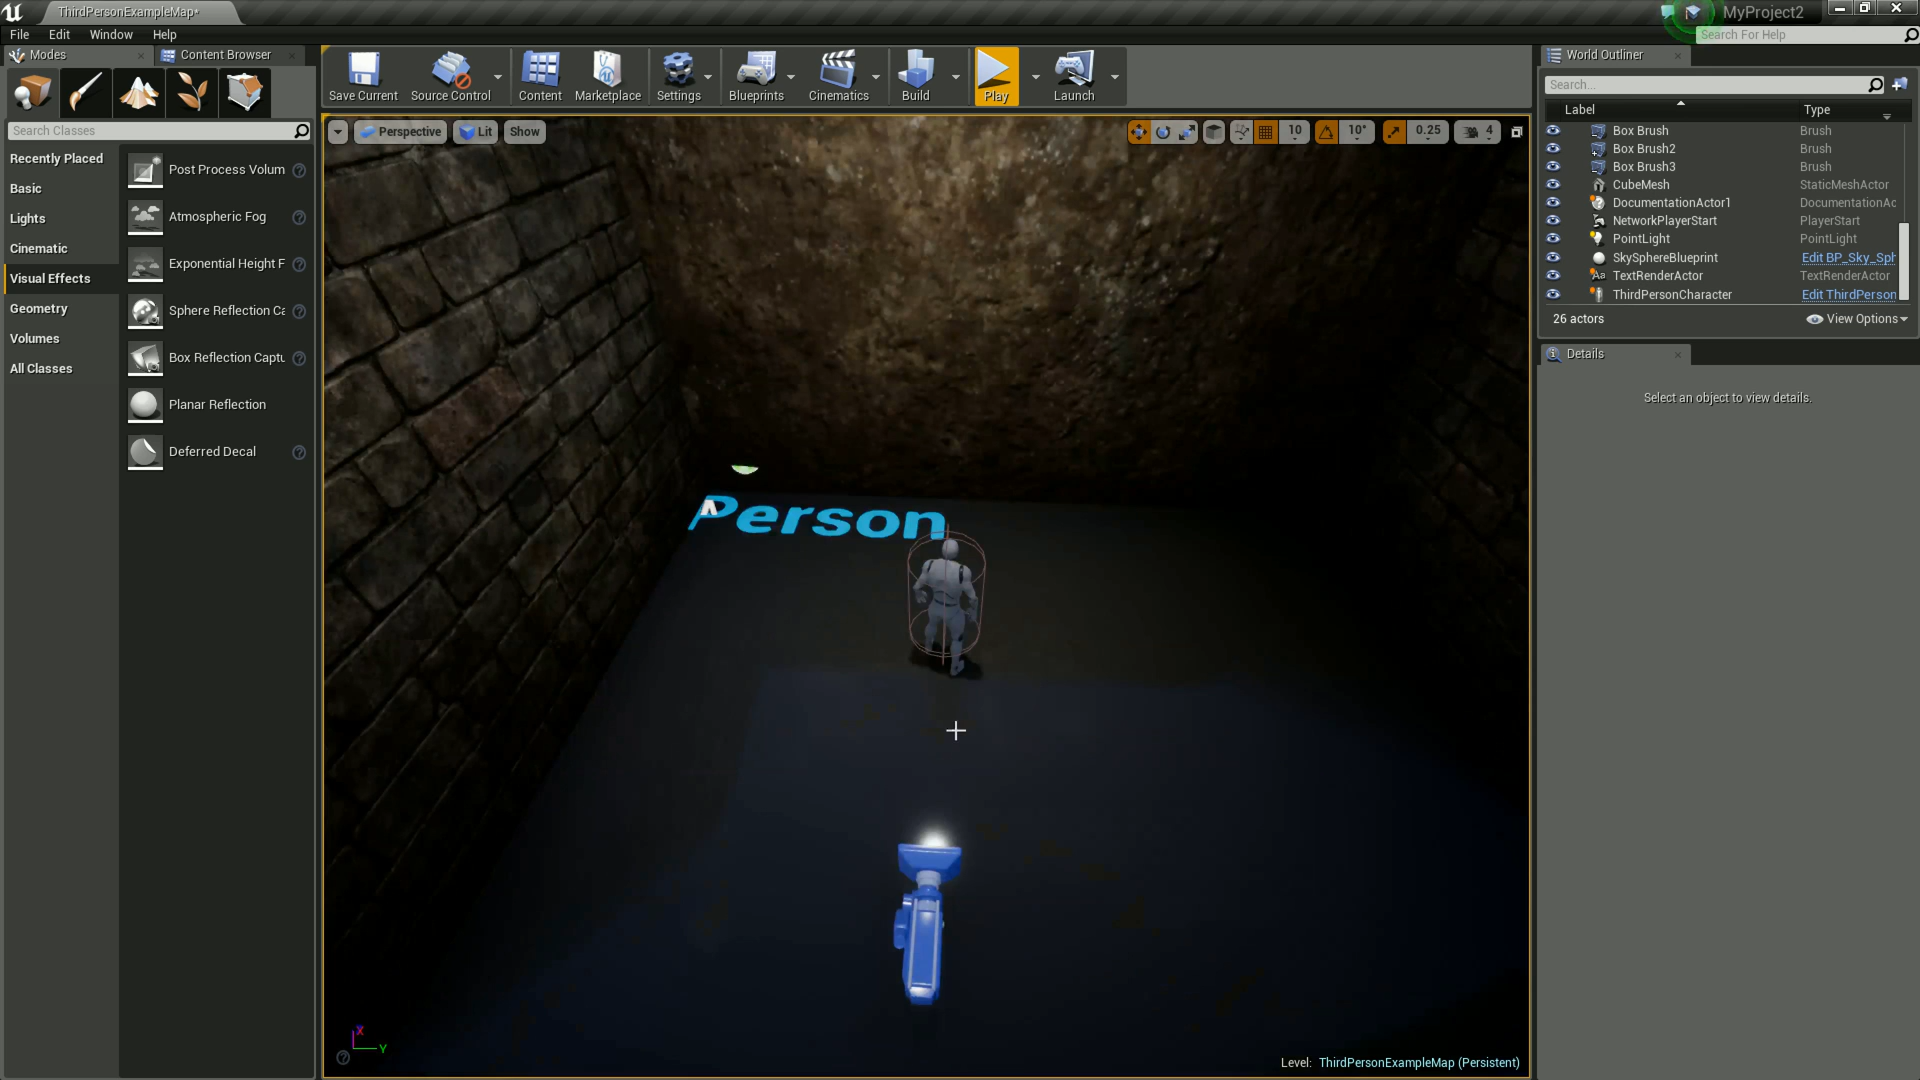 ThirdPersonExampleMap*
MyProject2
File Edit Window Help
Search For Help
Modes
Content Browser
Search Classes
Recently Placed
Basic
Lights
Cinematic
Visual Effects
Geometry
Volumes
All Classes
Post Process Volum
Atmospheric Fog
Exponential Height F
Sphere Reflection Ca
Box Reflection Captu
Planar Reflection
Deferred Decal
Save Current
Source Control
Content
Marketplace
Settings
Blueprints
Cinematics
Build
Play
Launch
Perspective
Lit
Show
10
10°
0.25
4
Person
X
Y
Level: ThirdPersonExampleMap (Persistent)
World Outliner
Search...
Label Type
Box Brush Brush
Box Brush2 Brush
Box Brush3 Brush
CubeMesh StaticMeshActor
DocumentationActor1 DocumentationAc
NetworkPlayerStart PlayerStart
PointLight PointLight
SkySphereBlueprint Edit BP_Sky_Sph
TextRenderActor TextRenderActor
ThirdPersonCharacter Edit ThirdPerson
26 actors
View Options
Details
Select an object to view details.